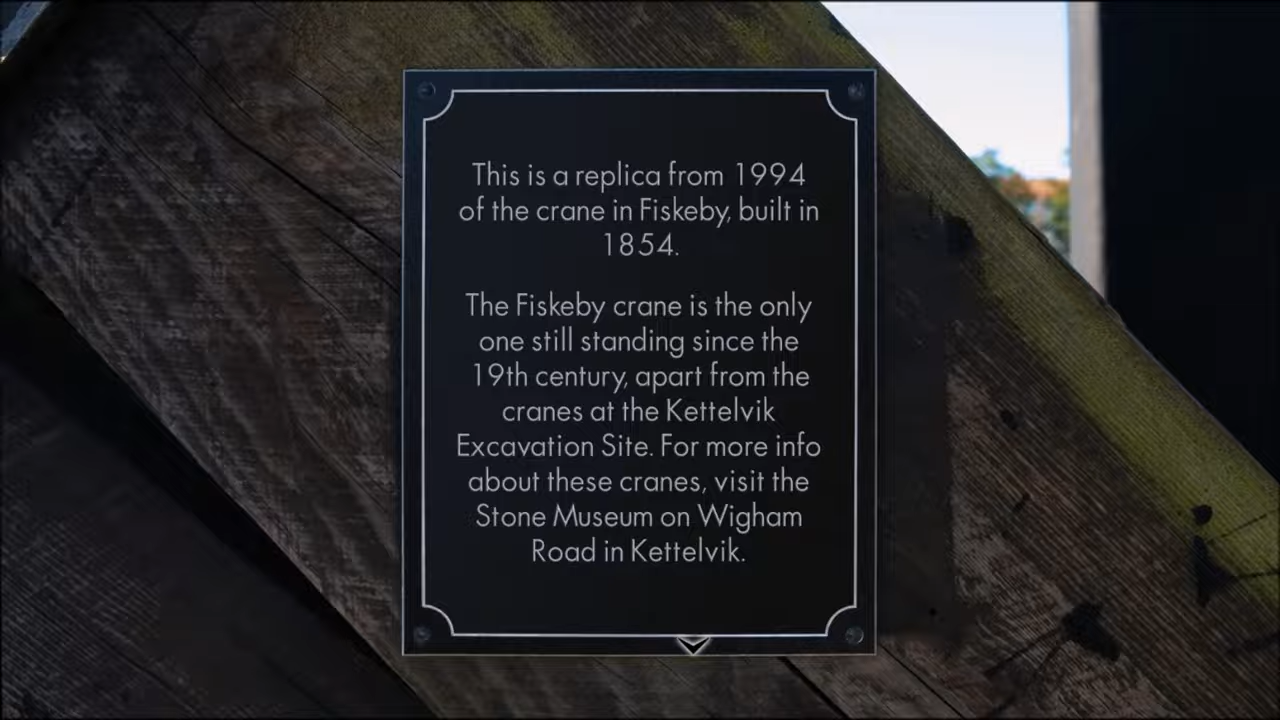 This is a replica from 1994
of the crane in Fiskeby, built in
1854.
The Fiskeby crane is the only
one still standing since the
19th century, apart from the
cranes at the Kettelvik
Excavation Site. For more info
about these cranes, visit the
Stone Museum on Wigham
Road in Kettelvik.